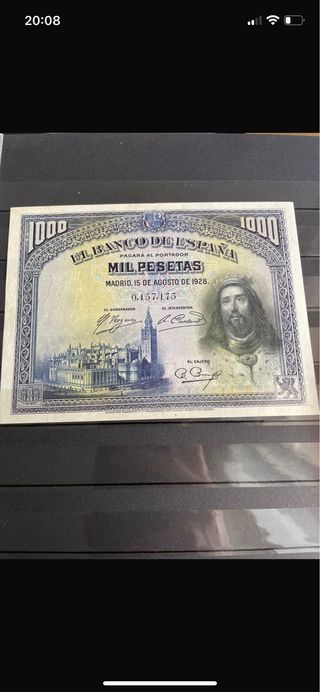 20:08
1000 1000
EL BANCO DE ESPAÑA
PAGARÁ AL PORTADOR
MIL PESETAS
MADRID, 15 DE AGOSTO DE 1928.
0,157,175
EL GOBERNADOR EL INTERVENTOR
EL CAJERO